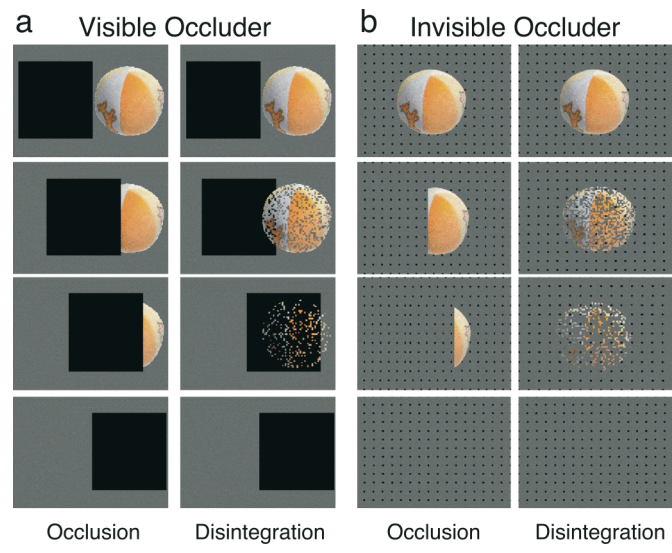 a Visible Occluder
b Invisible Occluder
Occlusion Disintegration
Occlusion Disintegration